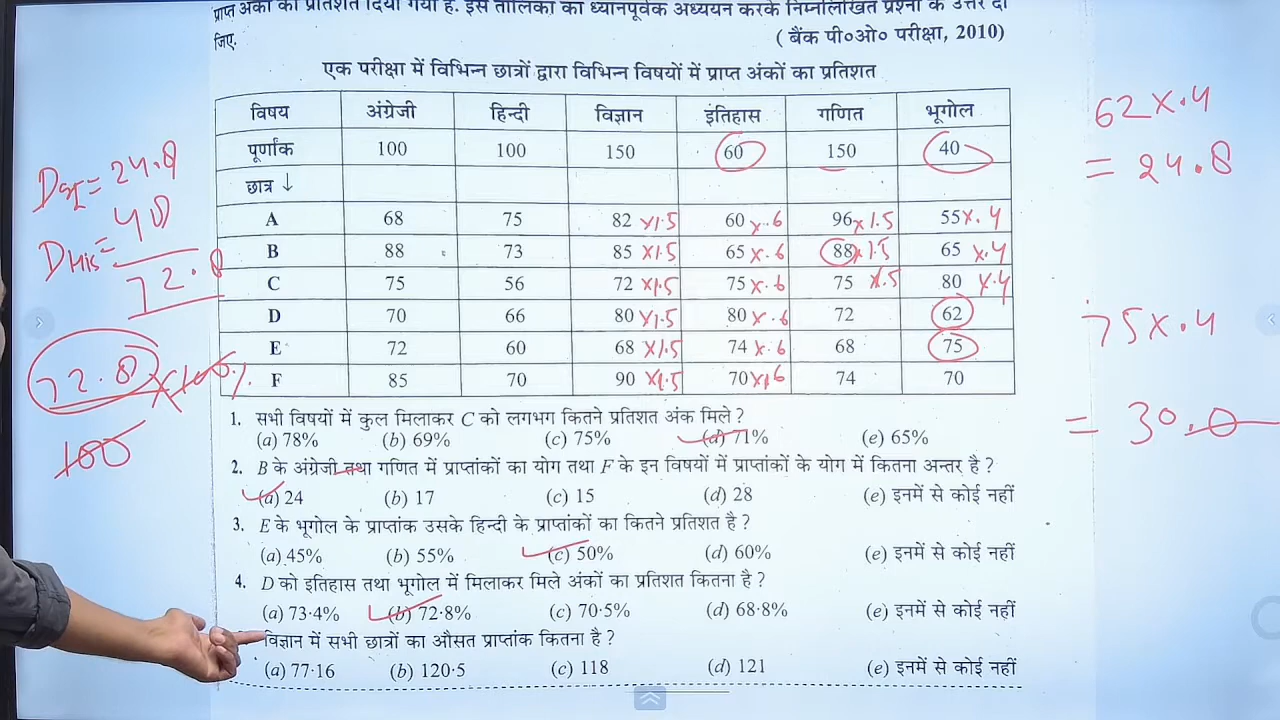 प्राप्त अंकों का प्रतिशत दिया गया है. इस तालिका का ध्यानपूर्वक अध्ययन करके निम्नलिखित प्रश्नों के उत्तर दी
जिए.
( बैंक पी०ओ० परीक्षा, 2010)
एक परीक्षा में विभिन्न छात्रों द्वारा विभिन्न विषयों में प्राप्त अंकों का प्रतिशत
विषय अंग्रेजी हिन्दी विज्ञान इंतिहास गणित भूगोल
पूर्णांक 100 100 150 60 150 40
छात्र ↓
A 68 75 82 x1.5 60 x.6 96 x1.5 55 x.4
B 88 73 85 x1.5 65 x.6 88 x1.5 65 x.4
C 75 56 72 x1.5 75 x.6 75 x1.5 80 x.4
D 70 66 80 x1.5 80 x.6 72 62
E 72 60 68 x1.5 74 x.6 68 75
F 85 70 90 x1.5 70 x.6 74 70
1. सभी विषयों में कुल मिलाकर C को लगभग कितने प्रतिशत अंक मिले ?
(a) 78% (b) 69% (c) 75% (d) 71% (e) 65%
2. B के अंग्रेजी तथा गणित में प्राप्तांकों का योग तथा F के इन विषयों में प्राप्तांकों के योग में कितना अन्तर है ?
(a) 24 (b) 17 (c) 15 (d) 28 (e) इनमें से कोई नहीं
3. E के भूगोल के प्राप्तांक उसके हिन्दी के प्राप्तांकों का कितने प्रतिशत है ?
(a) 45% (b) 55% (c) 50% (d) 60% (e) इनमें से कोई नहीं
4. D को इतिहास तथा भूगोल में मिलाकर मिले अंकों का प्रतिशत कितना है ?
(a) 73·4% (b) 72·8% (c) 70·5% (d) 68·8% (e) इनमें से कोई नहीं
विज्ञान में सभी छात्रों का औसत प्राप्तांक कितना है ?
(a) 77·16 (b) 120·5 (c) 118 (d) 121 (e) इनमें से कोई नहीं
= 24.8
48
DHis=
72.8
72.8 x 100 %
100
62 x .4
= 24.8
75 x .4
= 30.0